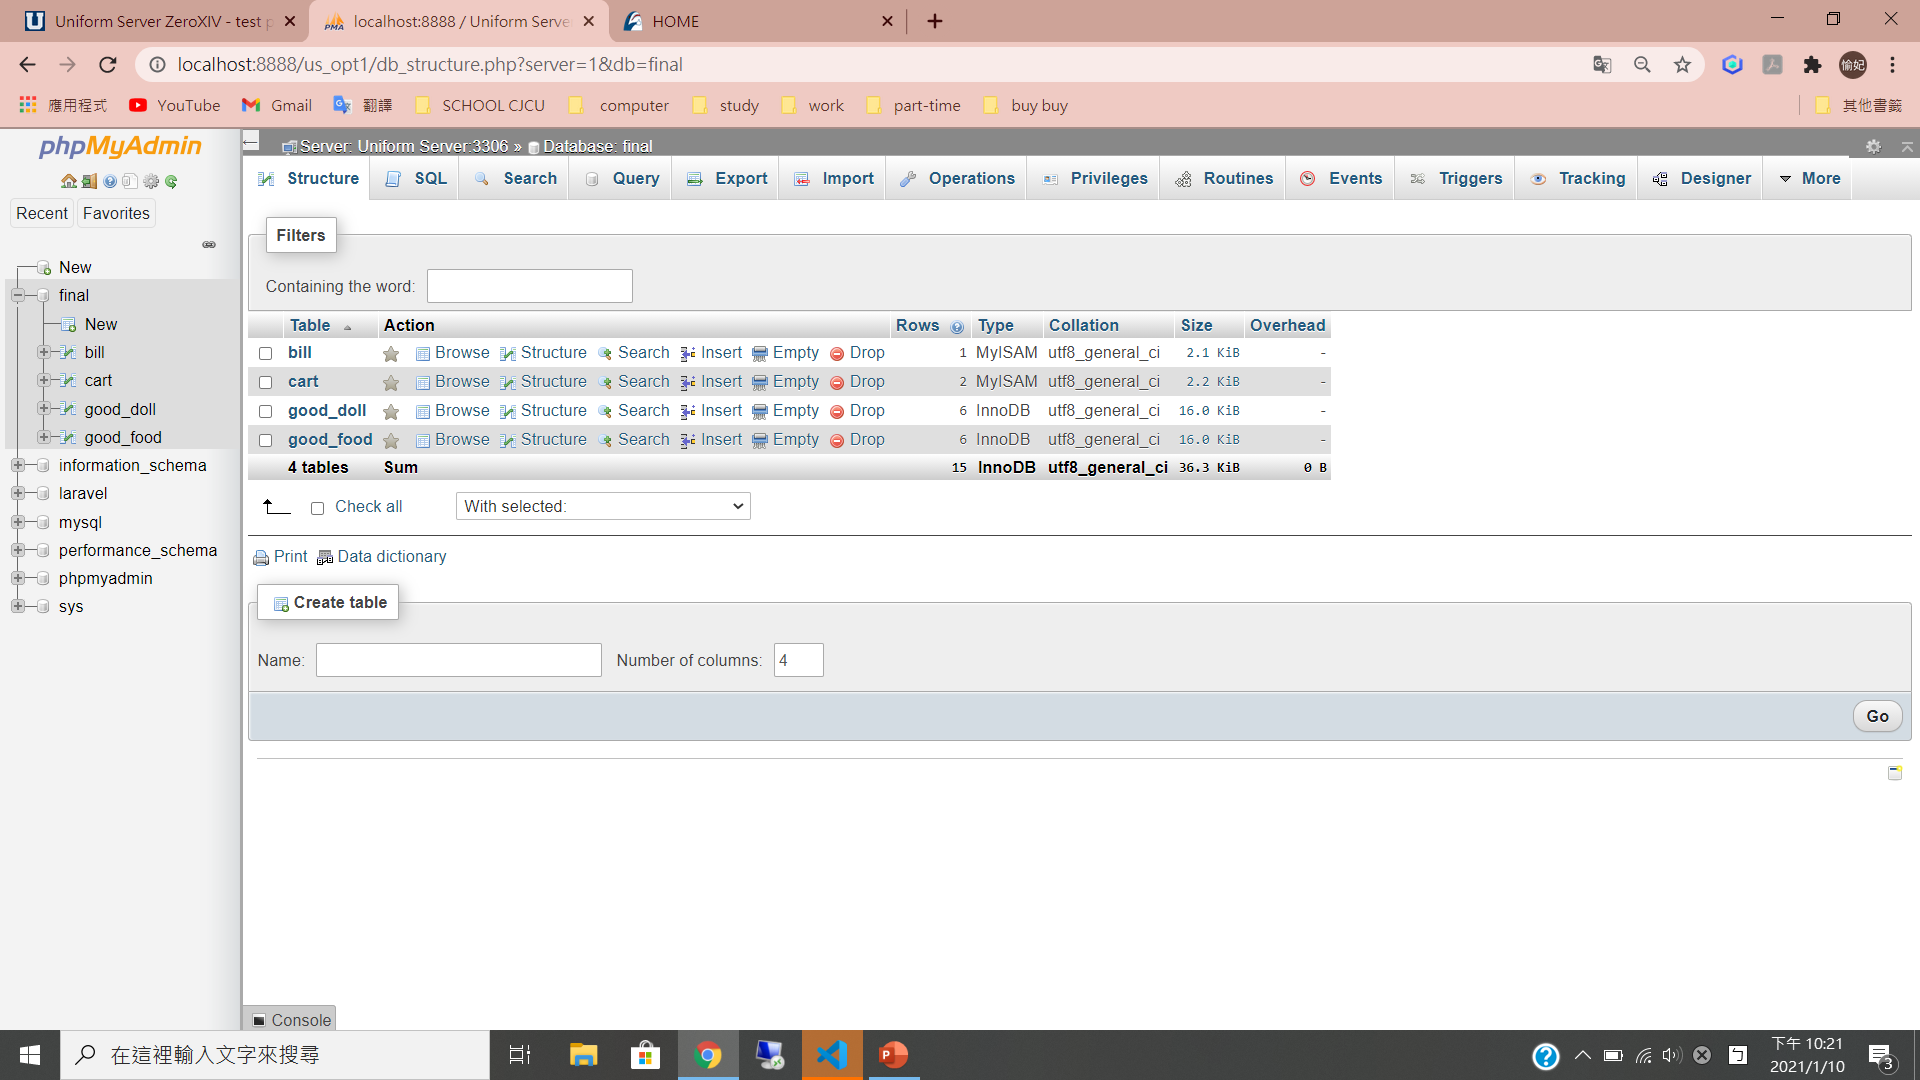 Uniform Server ZeroXIV - test p
localhost:8888 / Uniform Serve
HOME
localhost:8888/us_opt1/db_structure.php?server=1&db=final
愉妃
應用程式 YouTube Gmail 翻譯 SCHOOL CJCU computer study work part-time buy buy 其他書籤
phpMyAdmin
Recent Favorites
New
final
New
bill
cart
good_doll
good_food
information_schema
laravel
mysql
performance_schema
phpmyadmin
sys
Server: Uniform Server:3306 » Database: final
Structure SQL Search Query Export Import Operations Privileges Routines Events Triggers Tracking Designer More
Filters
Containing the word:
Table Action Rows Type Collation Size Overhead
bill Browse Structure Search Insert Empty Drop 1 MyISAM utf8_general_ci 2.1 KiB -
cart Browse Structure Search Insert Empty Drop 2 MyISAM utf8_general_ci 2.2 KiB -
good_doll Browse Structure Search Insert Empty Drop 6 InnoDB utf8_general_ci 16.0 KiB -
good_food Browse Structure Search Insert Empty Drop 6 InnoDB utf8_general_ci 16.0 KiB -
4 tables Sum 15 InnoDB utf8_general_ci 36.3 KiB 0 B
Check all With selected:
Print Data dictionary
Create table
Name: Number of columns: 4
Go
Console
在這裡輸入文字來搜尋
下午 10:21
2021/1/10
3